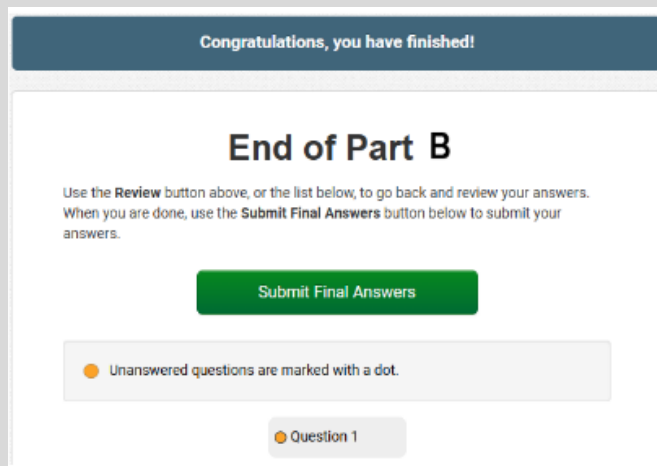 Congratulations, you have finished!
End of Part B
Use the Review button above, or the list below, to go back and review your answers.
When you are done, use the Submit Final Answers button below to submit your
answers.
Submit Final Answers
Unanswered questions are marked with a dot.
Question 1